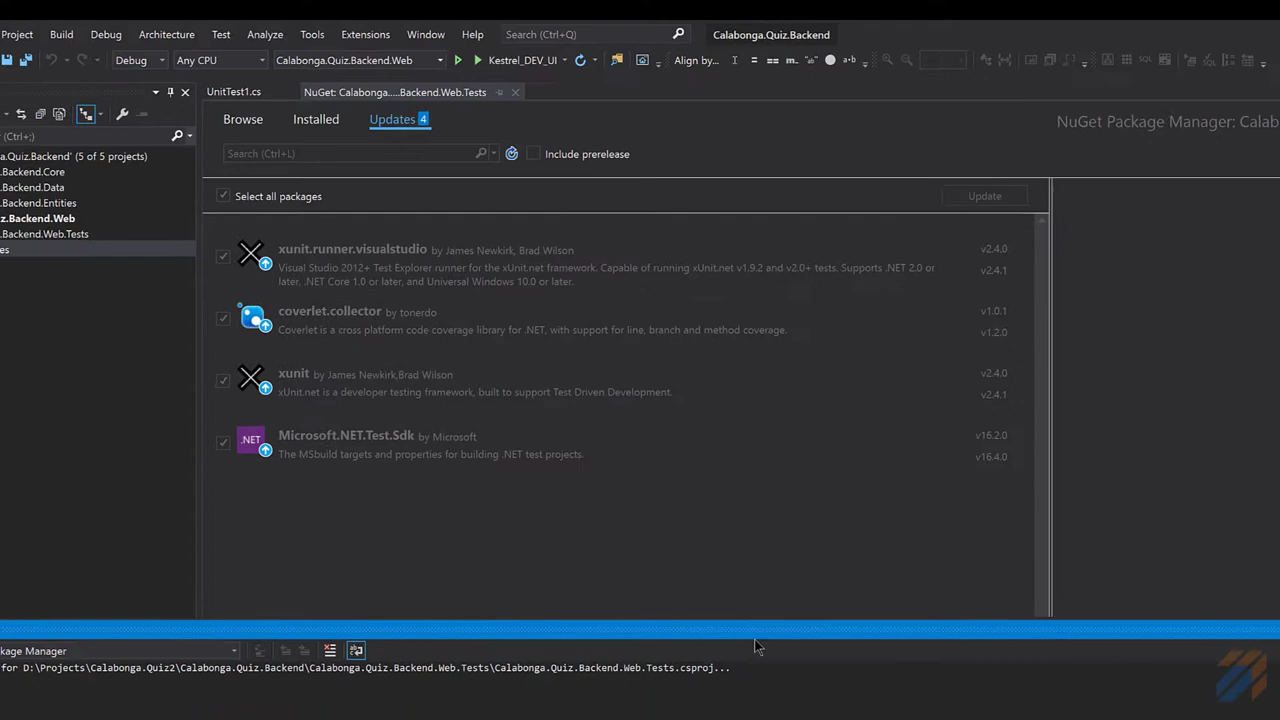 Project Build Debug Architecture Test Analyze Tools Extensions Window Help Search (Ctrl+Q) Calabonga.Quiz.Backend
Debug Any CPU Calabonga.Quiz.Backend.Web Kestrel_DEV_UI Align by...
UnitTest1.cs NuGet: Calabonga....Backend.Web.Tests
Browse Installed Updates 4
NuGet Package Manager: Calab
(Ctrl+;)
Search (Ctrl+L) Include prerelease
a.Quiz.Backend' (5 of 5 projects)
.Backend.Core
.Backend.Data
.Backend.Entities
z.Backend.Web
.Backend.Web.Tests
es
Select all packages Update
xunit.runner.visualstudio by James Newkirk, Brad Wilson v2.4.0
Visual Studio 2012+ Test Explorer runner for the xUnit.net framework. Capable of running xUnit.net v1.9.2 and v2.0+ tests. Supports .NET 2.0 or v2.4.1
later, .NET Core 1.0 or later, and Universal Windows 10.0 or later.
coverlet.collector by tonerdo v1.0.1
Coverlet is a cross platform code coverage library for .NET, with support for line, branch and method coverage. v1.2.0
xunit by James Newkirk,Brad Wilson v2.4.0
xUnit.net is a developer testing framework, built to support Test Driven Development. v2.4.1
.NET Microsoft.NET.Test.Sdk by Microsoft v16.2.0
The MSbuild targets and properties for building .NET test projects. v16.4.0
kage Manager
for D:\Projects\Calabonga.Quiz2\Calabonga.Quiz.Backend\Calabonga.Quiz.Backend.Web.Tests\Calabonga.Quiz.Backend.Web.Tests.csproj...